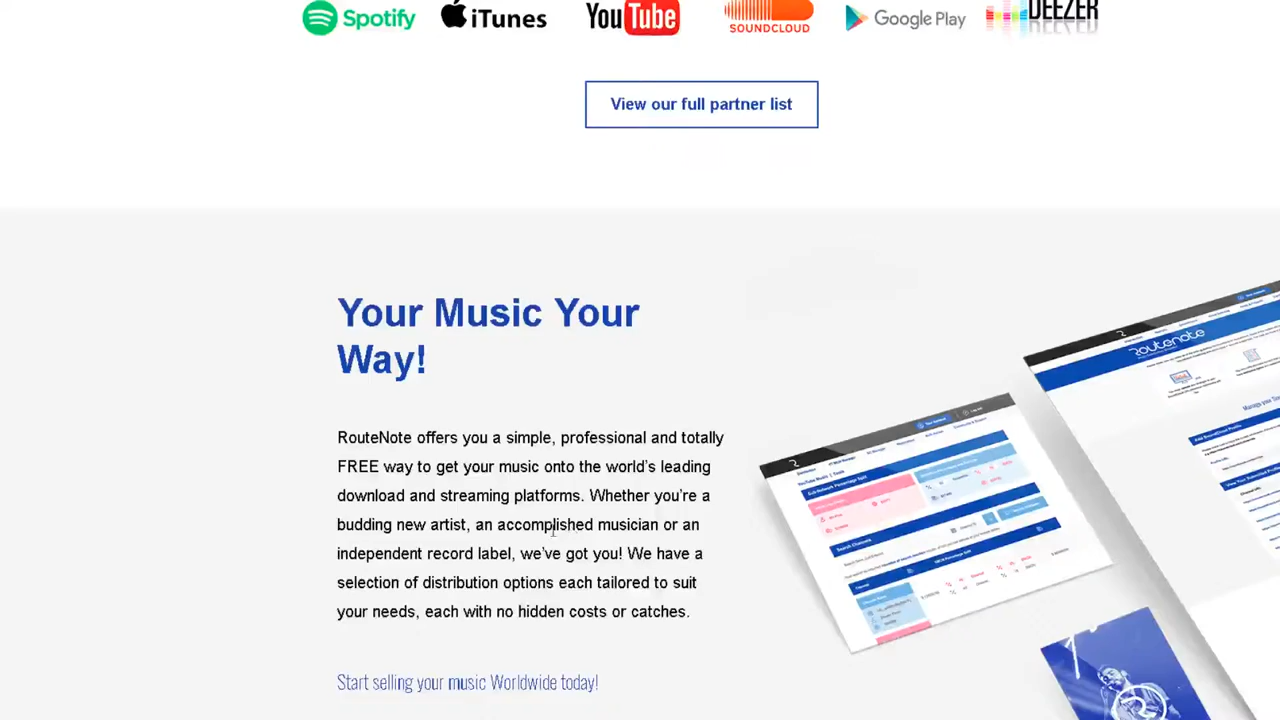 Spotify iTunes YouTube SOUNDCLOUD Google Play DEEZER
View our full partner list
Your Music Your
Way!
RouteNote offers you a simple, professional and totally
FREE way to get your music onto the world's leading
download and streaming platforms. Whether you're a
budding new artist, an accomplished musician or an
independent record label, we've got you! We have a
selection of distribution options each tailored to suit
your needs, each with no hidden costs or catches.
Start selling your music Worldwide today!
Routenote